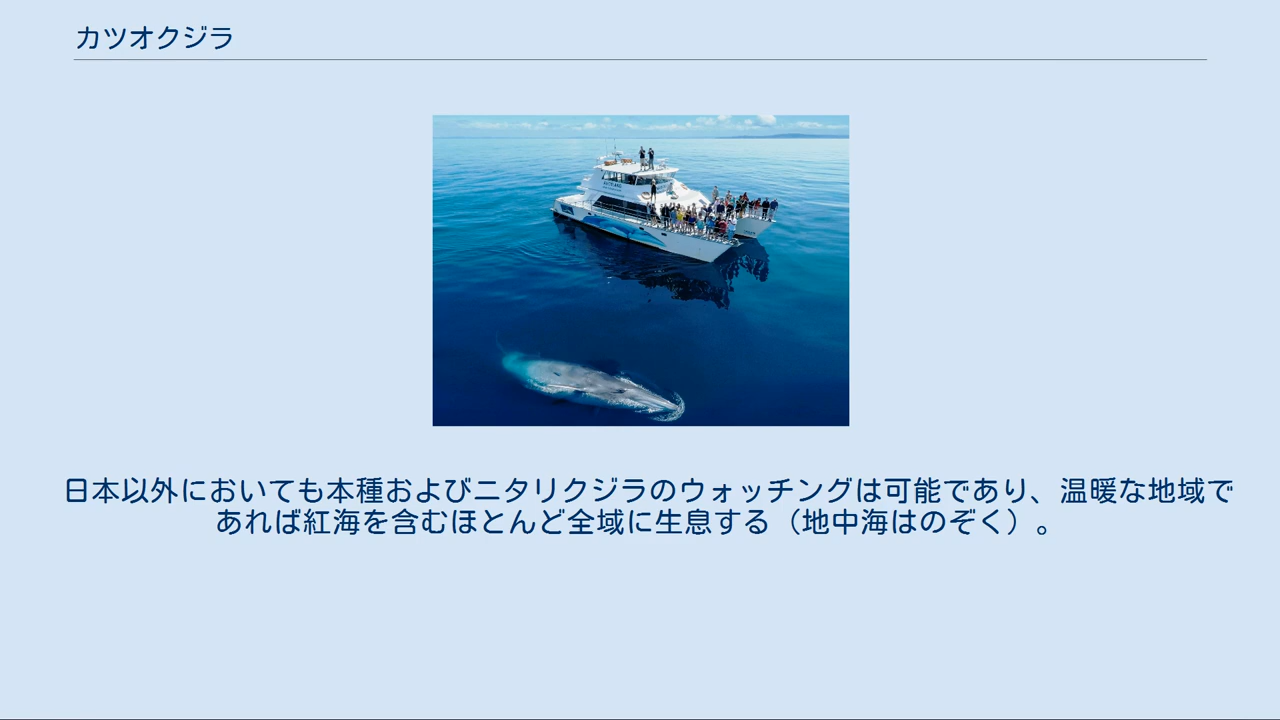 カツオクジラ
日本以外においても本種およびニタリクジラのウォッチングは可能であり、温暖な地域で
あれば紅海を含むほとんど全域に生息する（地中海はのぞく）。